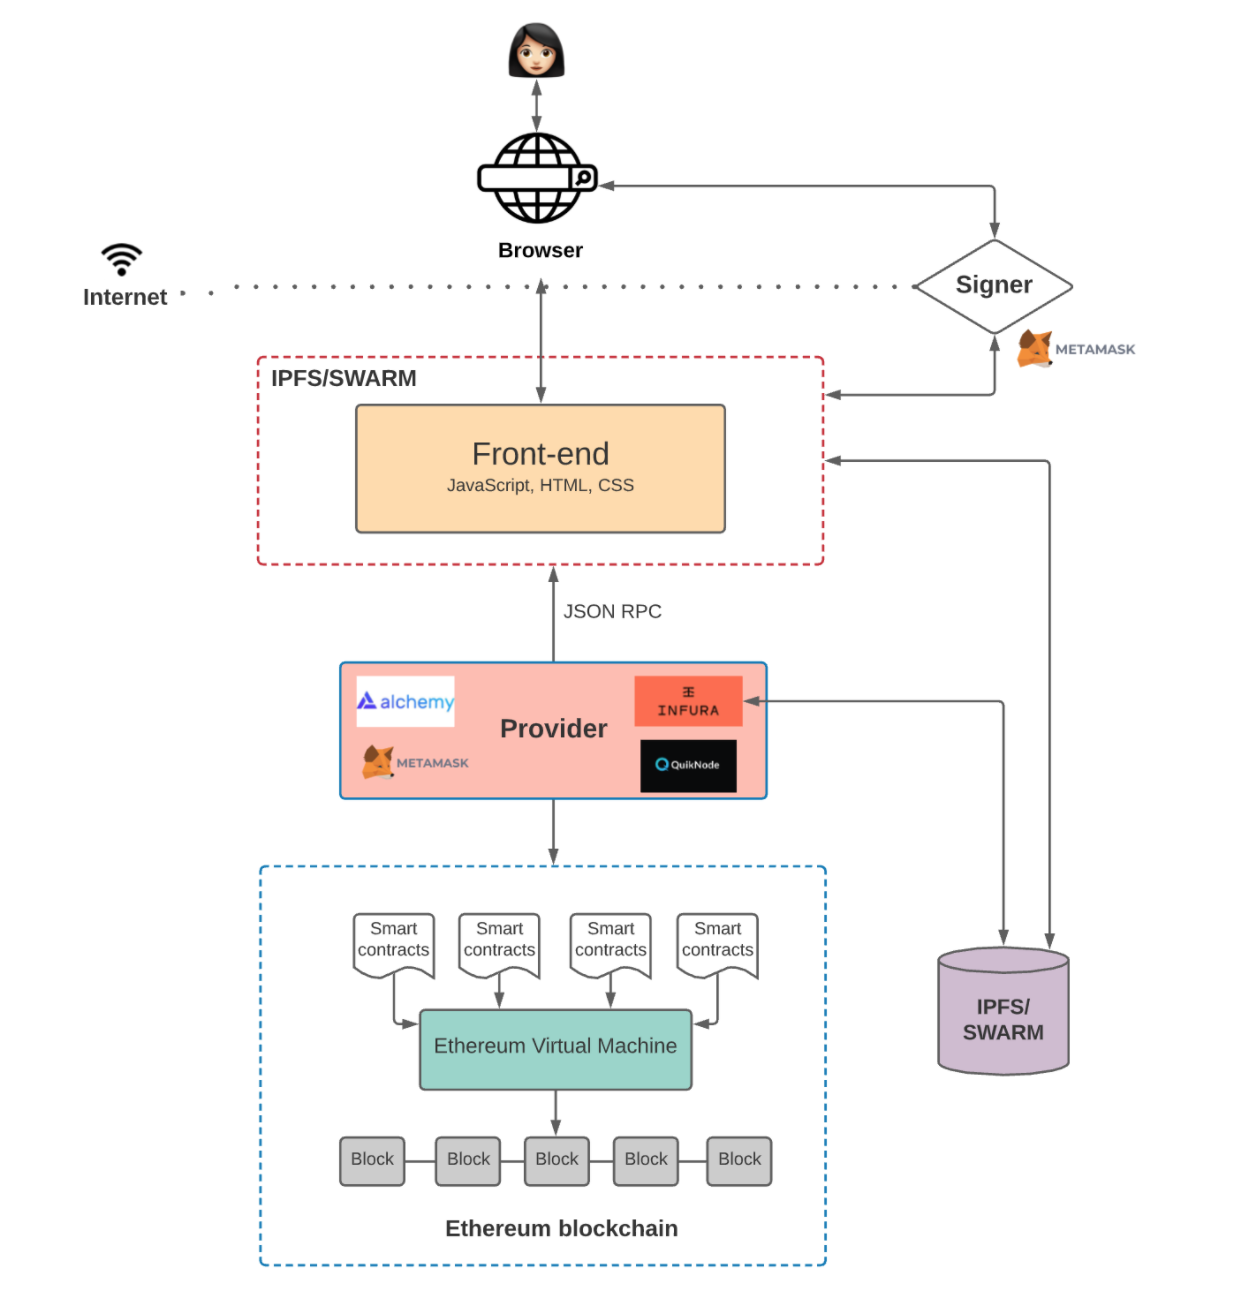 Browser
Internet
Signer
METAMASK
IPFS/SWARM
Front-end
JavaScript, HTML, CSS
JSON RPC
alchemy
INFURA
Provider
METAMASK
QuikNode
Smart
contracts
Smart
contracts
Smart
contracts
Smart
contracts
Ethereum Virtual Machine
IPFS/
SWARM
Block
Block
Block
Block
Block
Ethereum blockchain